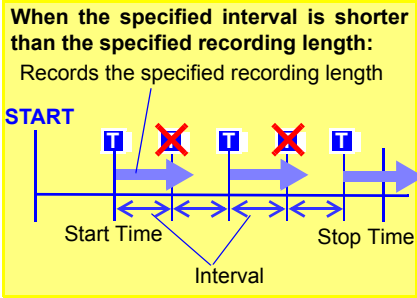 When the specified interval is shorter
than the specified recording length:
Records the specified recording length
START
T T T T T
Start Time
Stop Time
Interval